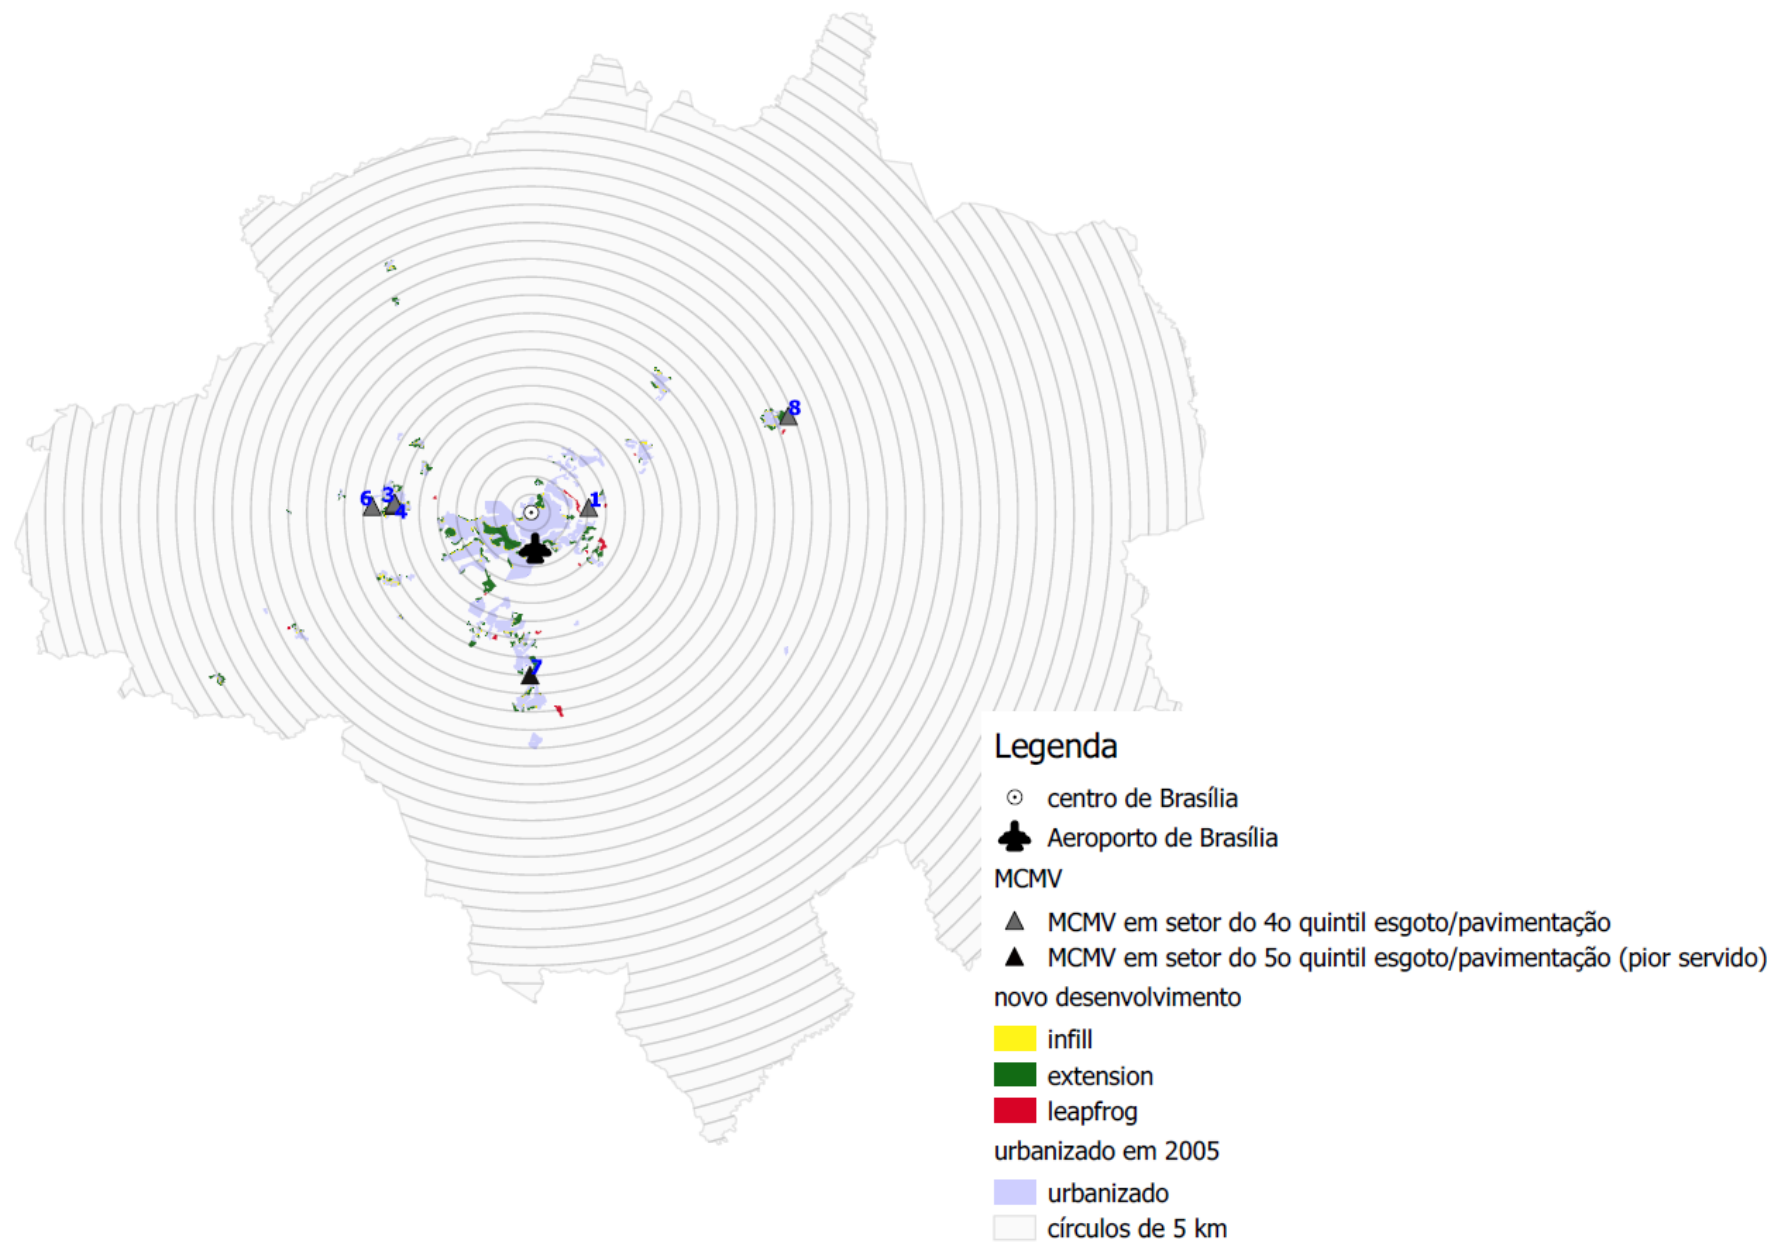 8
6
3
4
1
7
Legenda
centro de Brasília
Aeroporto de Brasília
MCMV
MCMV em setor do 4o quintil esgoto/pavimentação
MCMV em setor do 5o quintil esgoto/pavimentação (pior servido)
novo desenvolvimento
infill
extension
leapfrog
urbanizado em 2005
urbanizado
círculos de 5 km